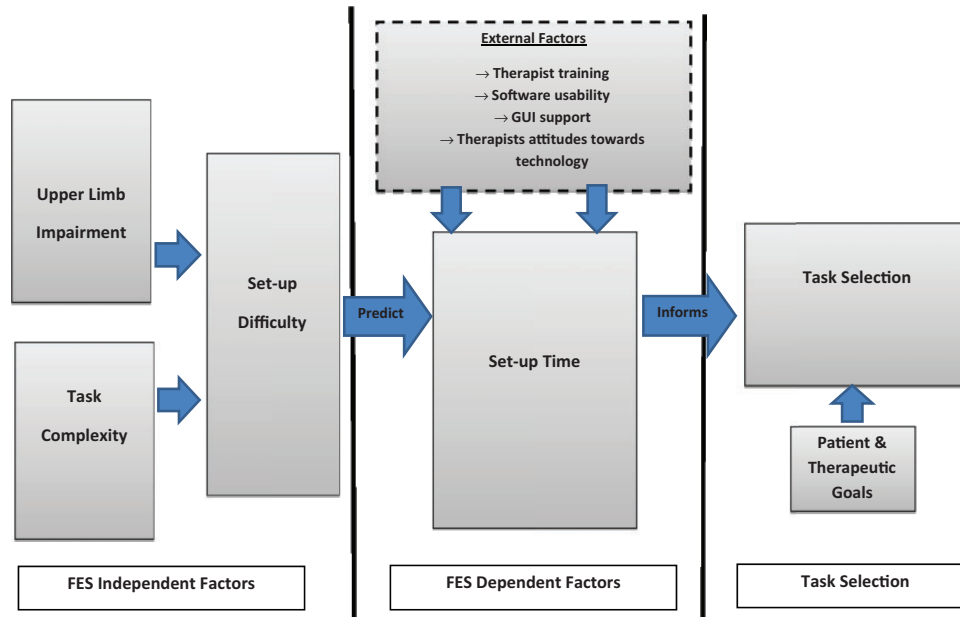 Upper Limb
Impairment
Task
Complexity
Set-up
Difficulty
FES Independent Factors
Predict
External Factors
→ Therapist training
→ Software usability
→ GUI support
→ Therapists attitudes towards
technology
Set-up Time
FES Dependent Factors
Informs
Task Selection
Patient &
Therapeutic
Goals
Task Selection